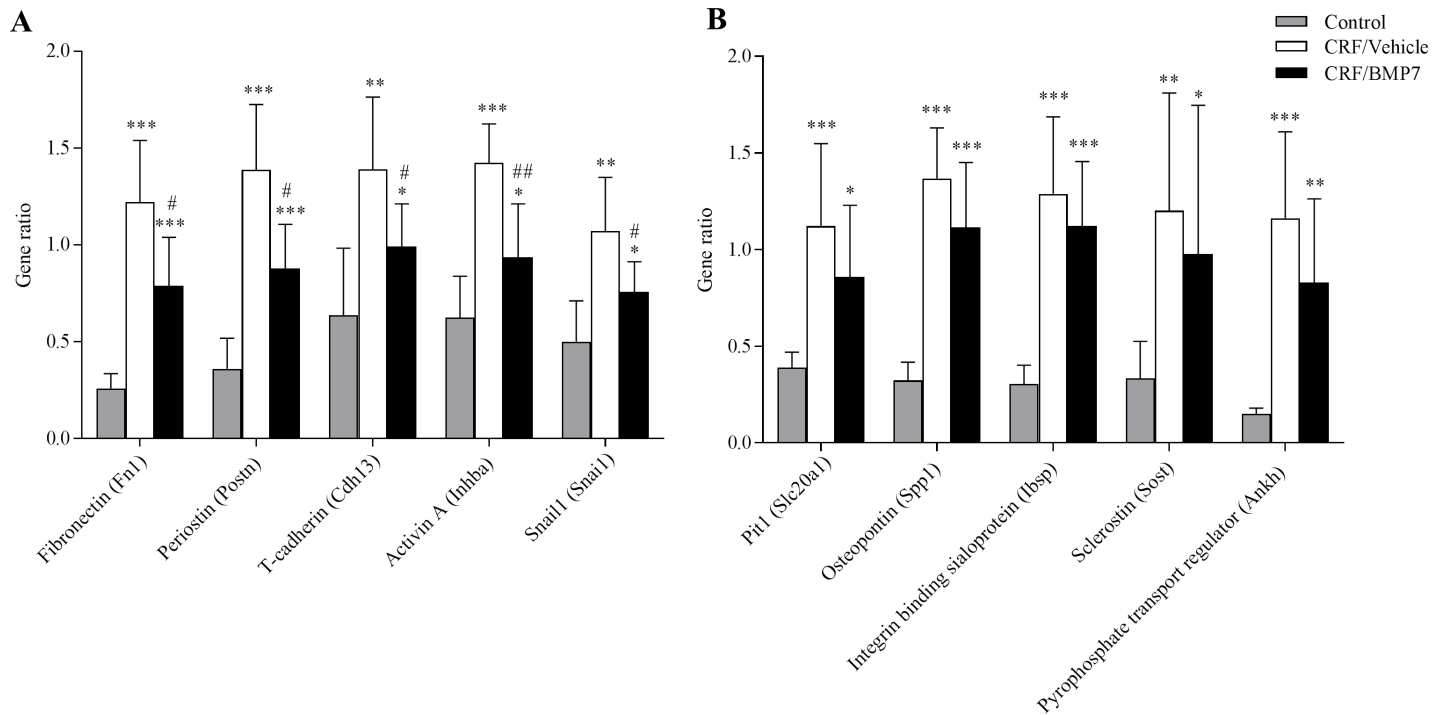 A
2.0
1.5
1.0
0.5
0.0
Gene ratio
***
#
***
***
#
***
**
#
*
***
##
*
**
#
*
Fibronectin (Fn1)
Periostin (Postn)
T-cadherin (Cdh13)
Activin A (Inhba)
Snail1 (Snai1)
B
Control
CRF/Vehicle
CRF/BMP7
2.0
1.5
1.0
0.5
0.0
Gene ratio
***
*
***
***
***
***
**
*
***
**
Pit1 (Slc20a1)
Osteopontin (Spp1)
Integrin binding sialoprotein (Ibsp)
Sclerostin (Sost)
Pyrophosphate transport regulator (Ankh)